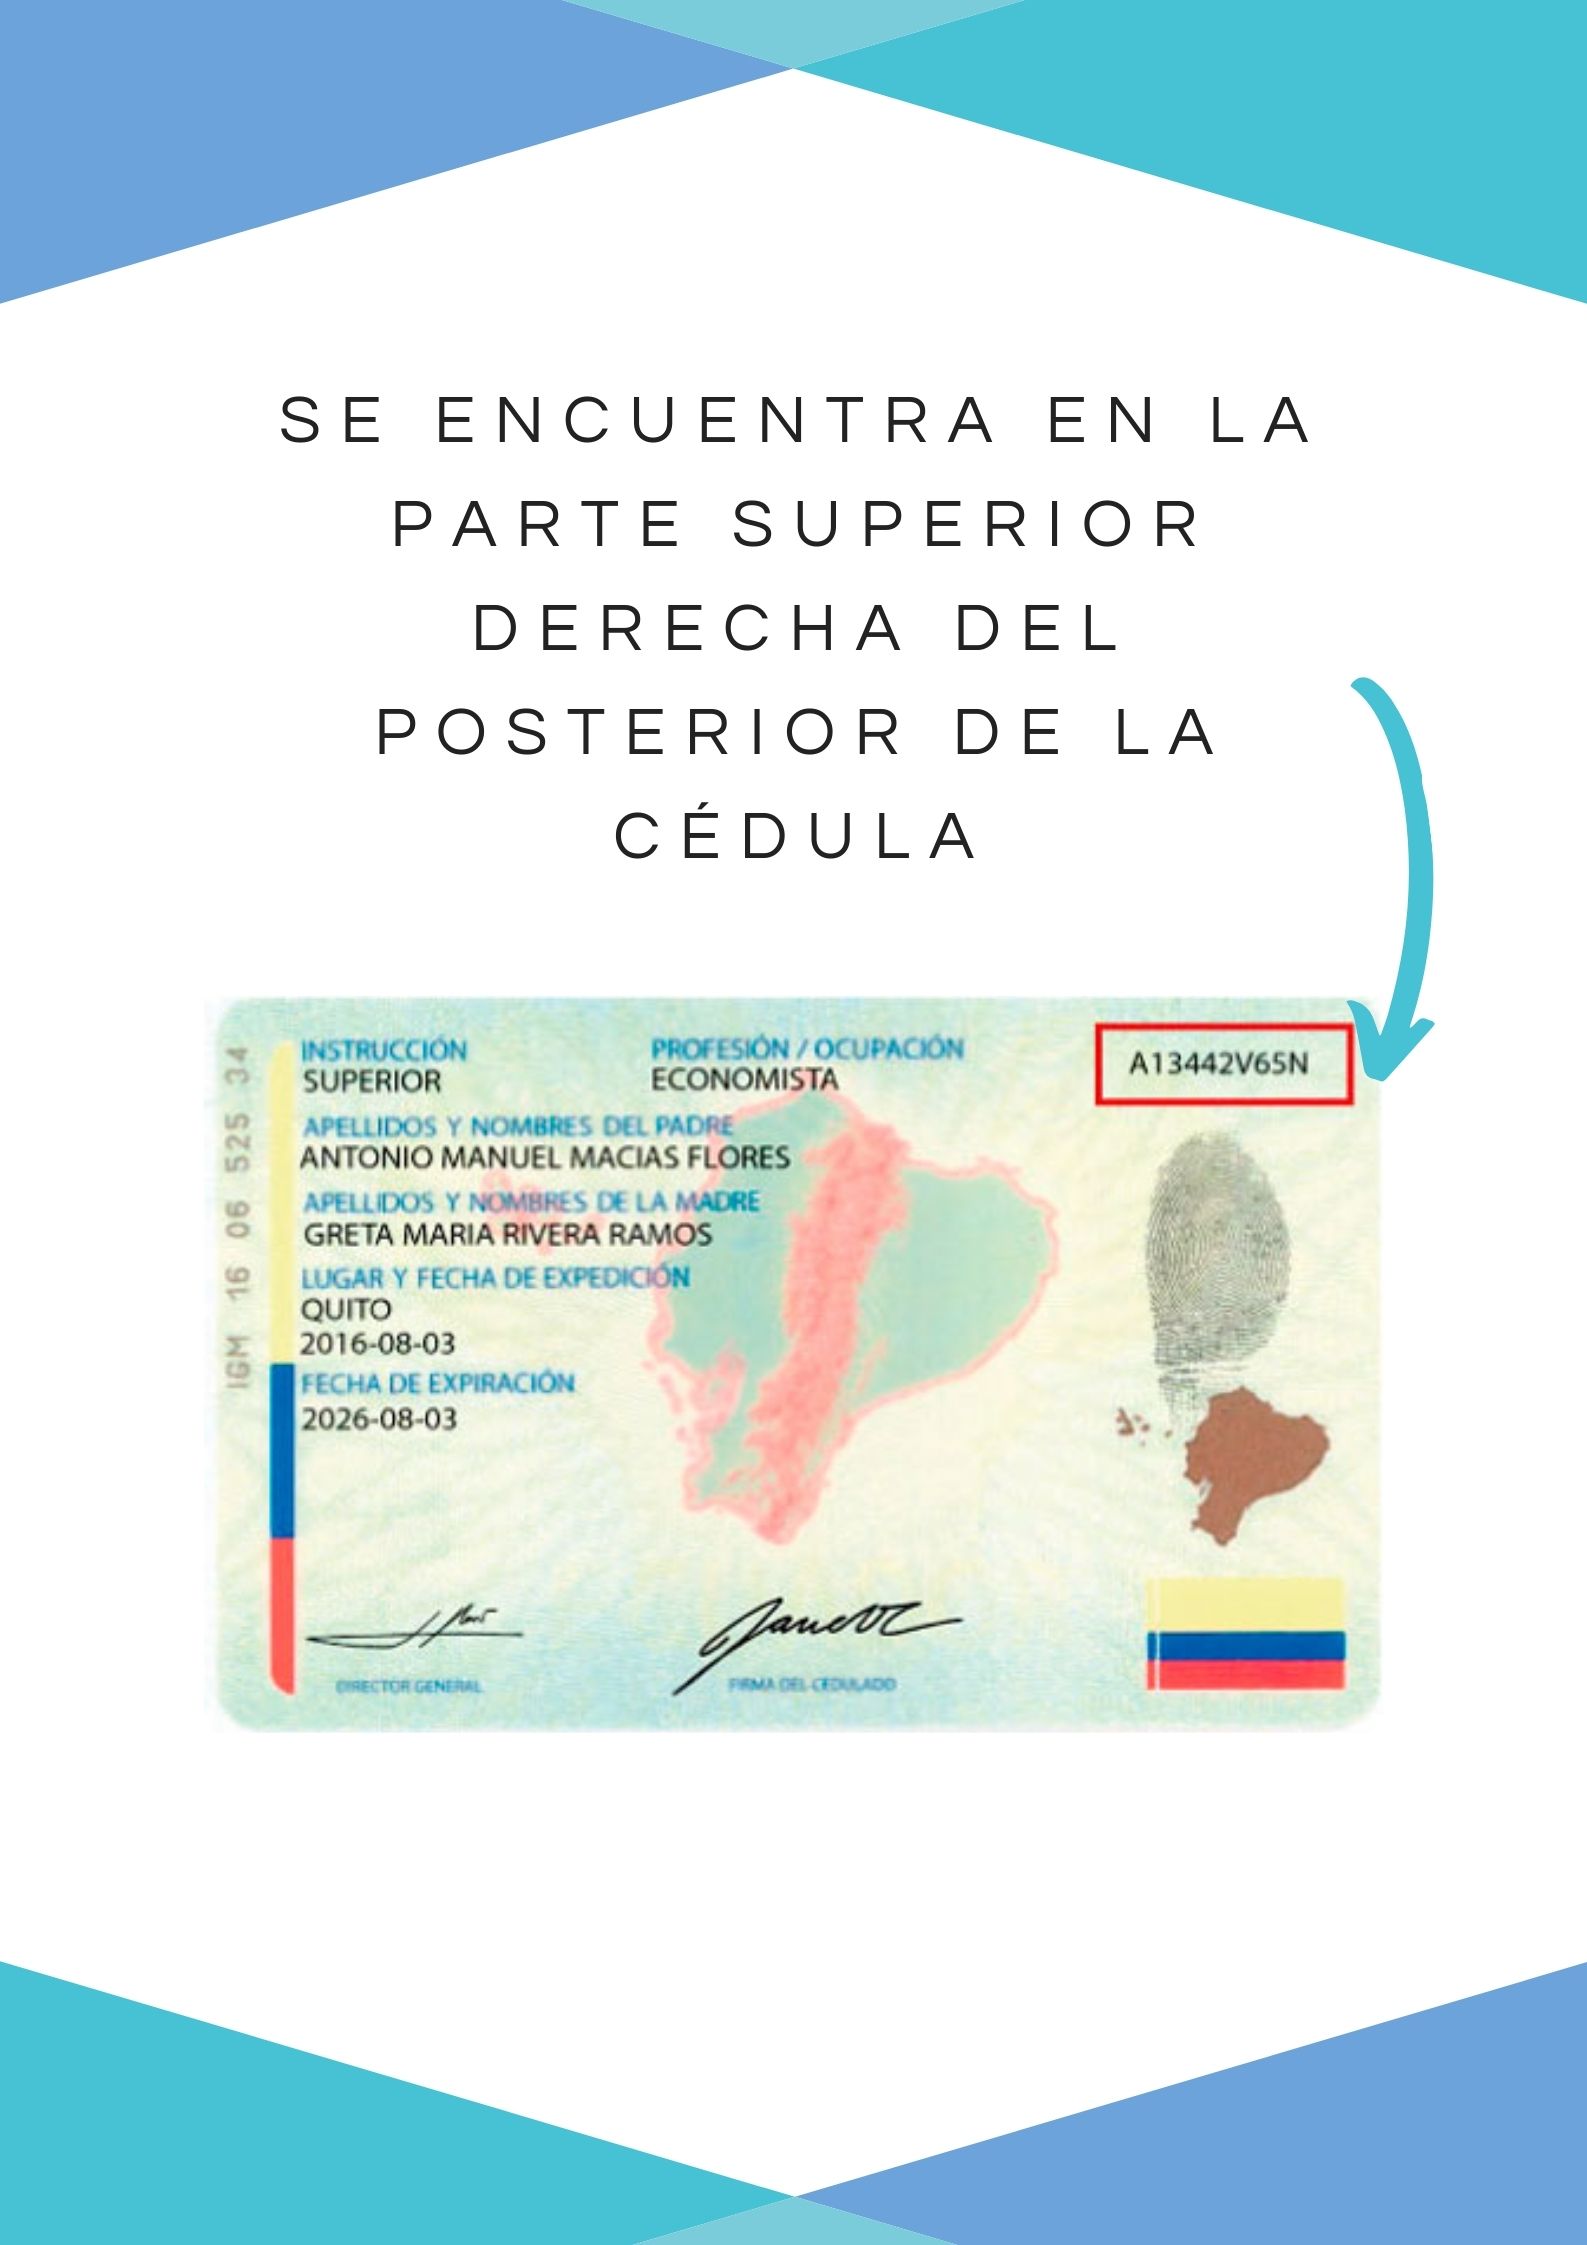 SE ENCUENTRA EN LA
PARTE SUPERIOR
DERECHA DEL
POSTERIOR DE LA
CÉDULA
INSTRUCCIÓN
SUPERIOR
PROFESIÓN / OCUPACIÓN
ECONOMISTA
A13442V65N
APELLIDOS Y NOMBRES DEL PADRE
ANTONIO MANUEL MACIAS FLORES
APELLIDOS Y NOMBRES DE LA MADRE
GRETA MARIA RIVERA RAMOS
LUGAR Y FECHA DE EXPEDICIÓN
QUITO
2016-08-03
FECHA DE EXPIRACIÓN
2026-08-03
IGM 16 06 525 34
DIRECTOR GENERAL
FIRMA DEL CEDULADO